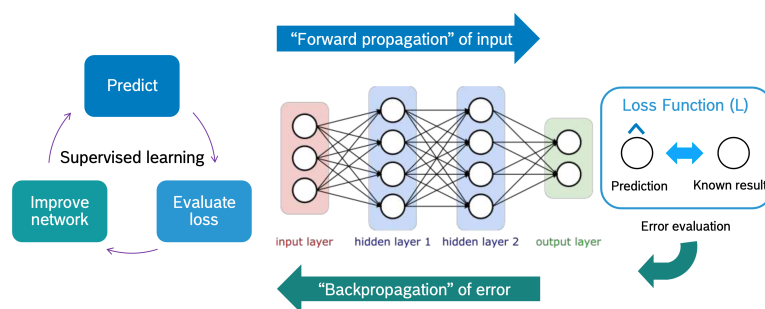 “Forward propagation” of input
Predict
Supervised learning
Improve
network
Evaluate
loss
input layer
hidden layer 1
hidden layer 2
output layer
Loss Function (L)
Prediction
Known result
Error evaluation
“Backpropagation” of error